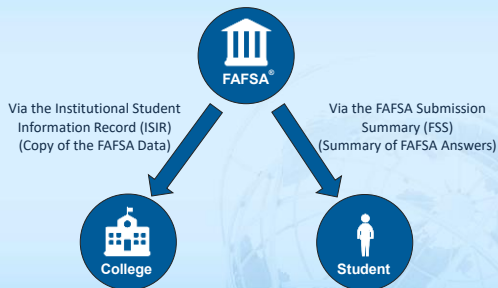 FAFSA®
Via the Institutional Student
Information Record (ISIR)
(Copy of the FAFSA Data)
Via the FAFSA Submission
Summary (FSS)
(Summary of FAFSA Answers)
College
Student